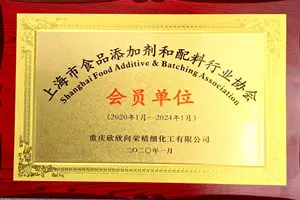 上海市食品添加剂和配料行业协会
Shanghai Food Additive & Batching Association
会员单位
(2020年1月—2024年1月)
重庆欣欣向荣精细化工有限公司
二〇二〇年一月